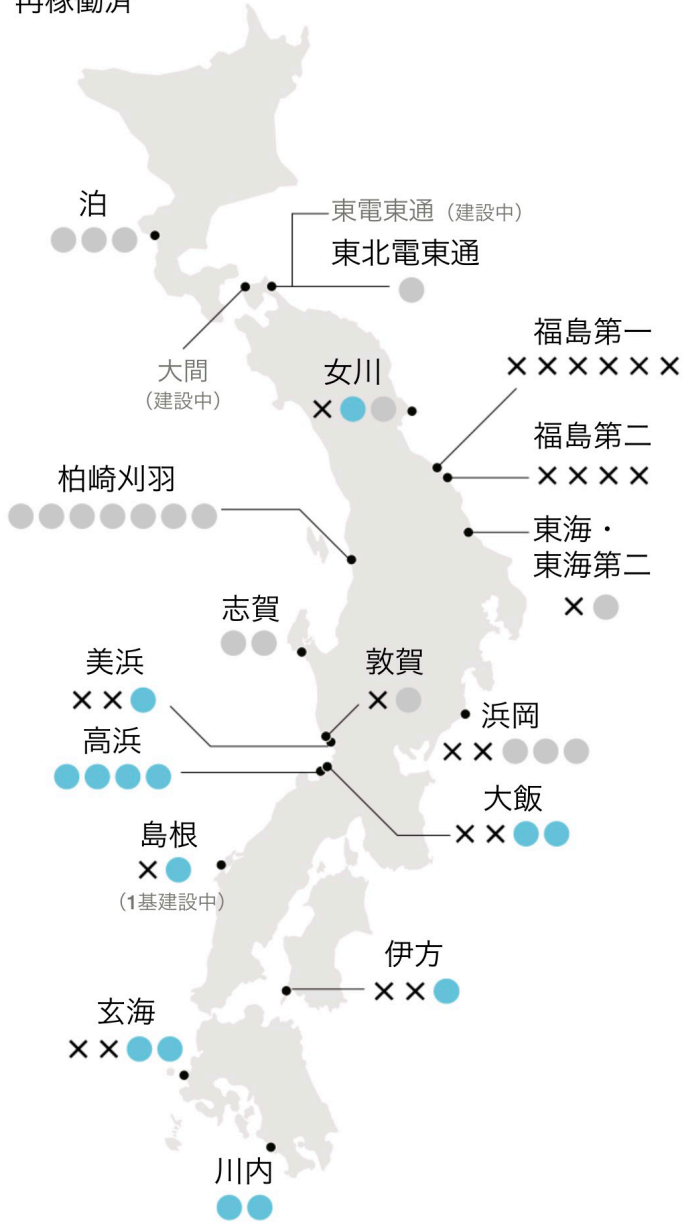 再稼働済
泊
東電東通（建設中）
東北電東通
大間
（建設中）
女川
福島第一
福島第二
柏崎刈羽
東海・
東海第二
志賀
美浜
敦賀
浜岡
高浜
大飯
島根
（1基建設中）
伊方
玄海
川内